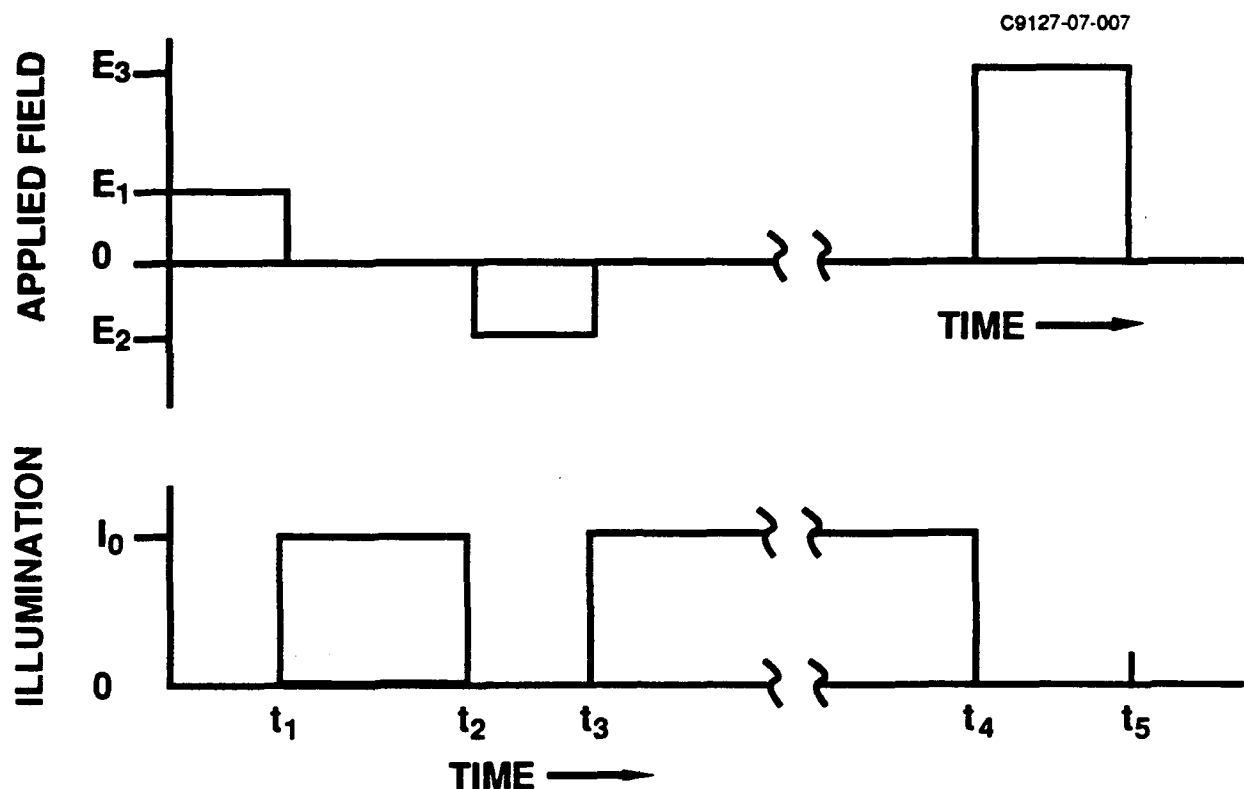 C9127-07-007
APPLIED FIELD
E3
E1
0
E2
TIME
ILLUMINATION
I0
0
t1 t2 t3 t4 t5
TIME